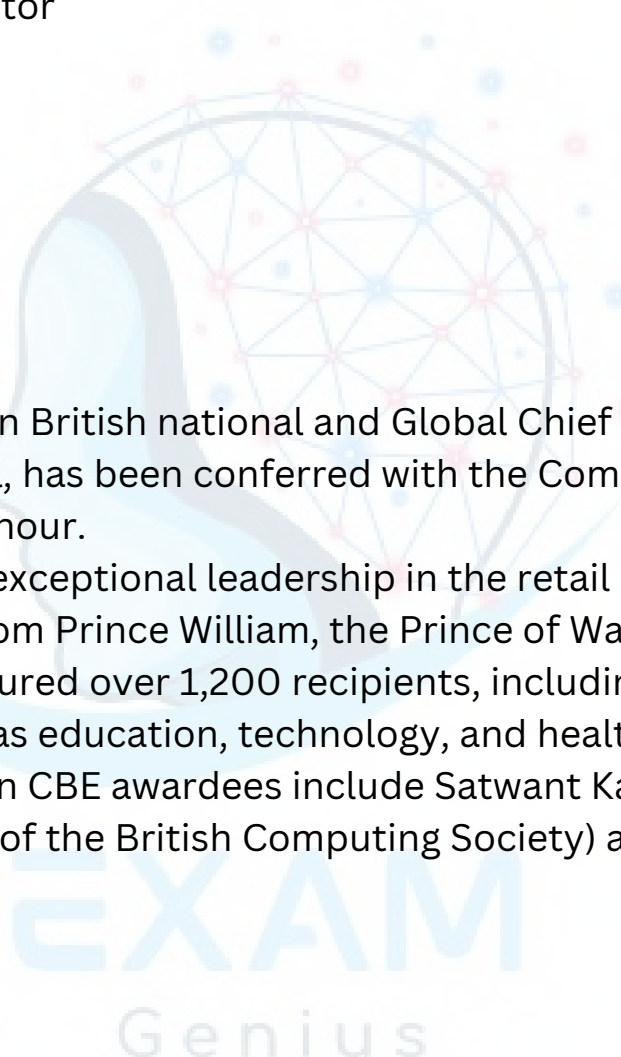 tor
n British national and Global Chief
, has been conferred with the Com
nour.
exceptional leadership in the retail
om Prince William, the Prince of Wa
ured over 1,200 recipients, includin
as education, technology, and healt
n CBE awardees include Satwant Ka
of the British Computing Society) a
EXAM
Genius